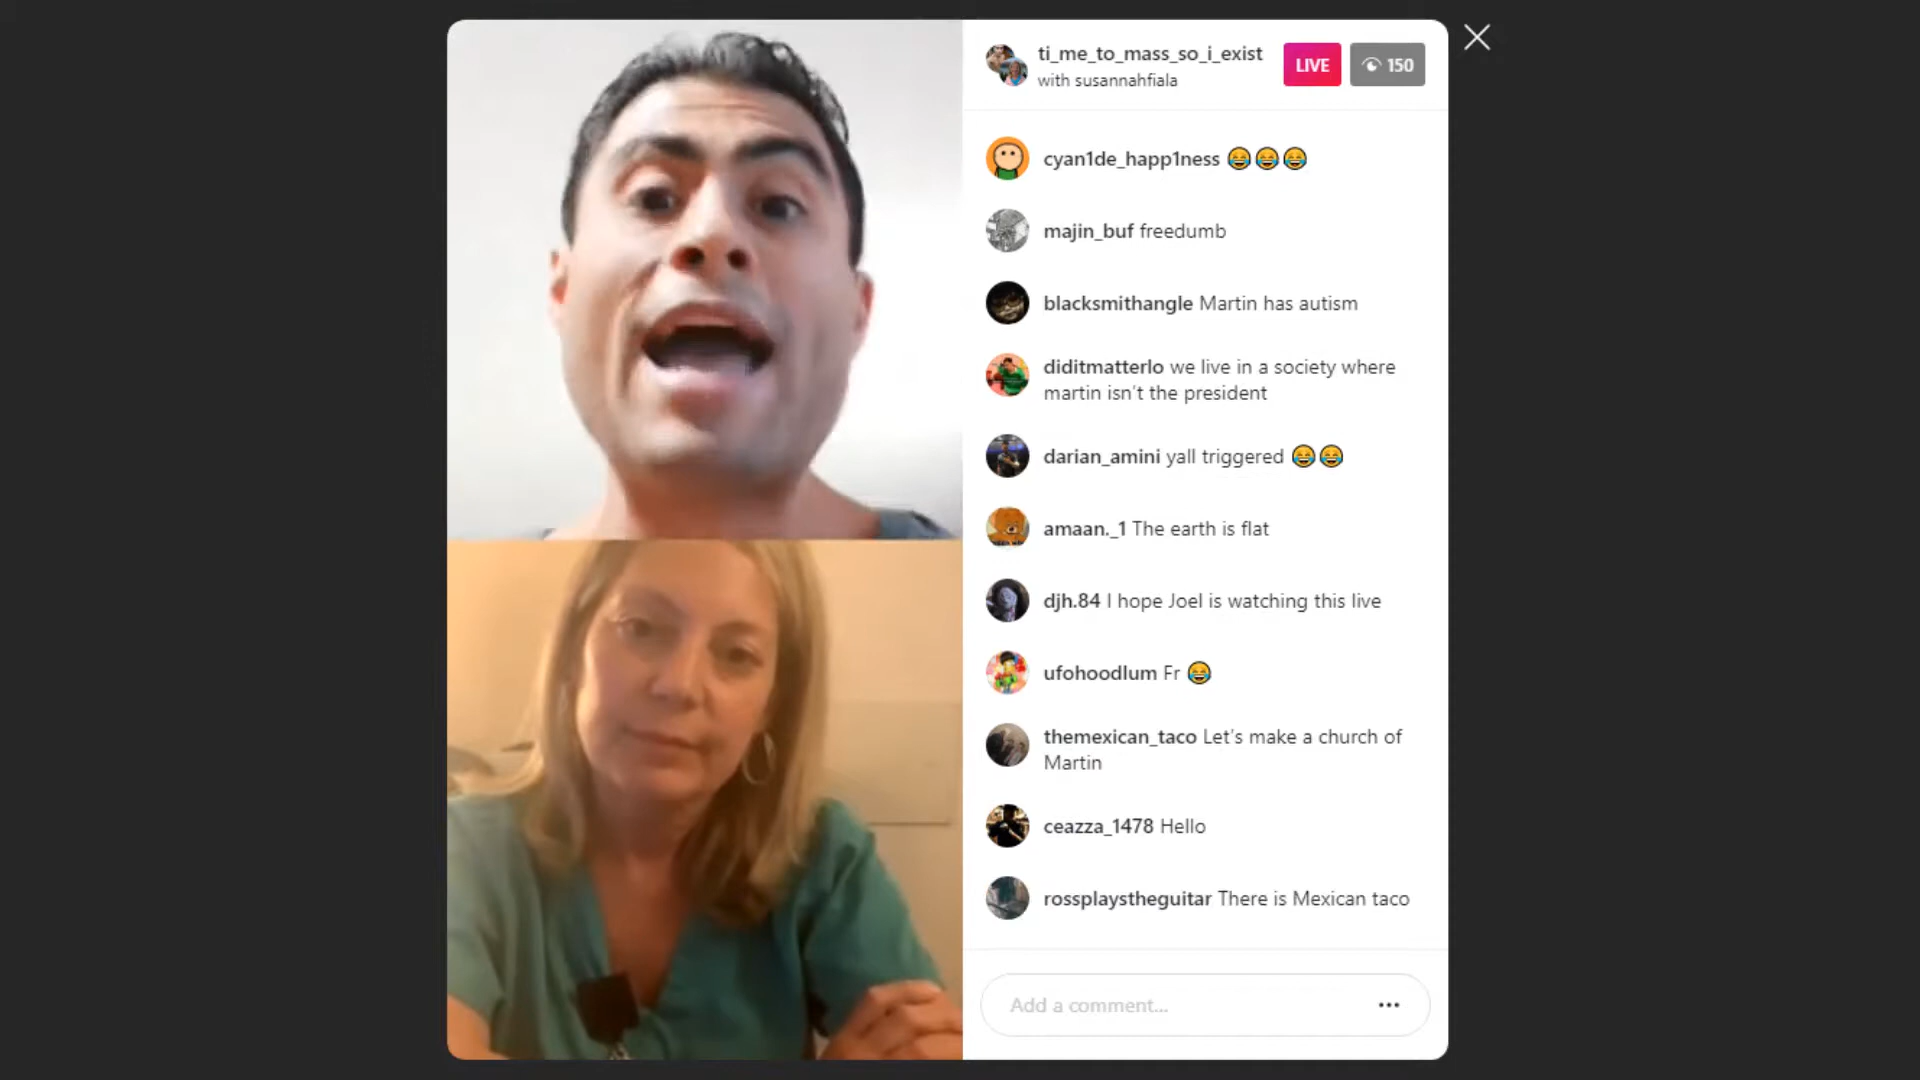 ti_me_to_mass_so_i_exist
with susannahfiala
LIVE
150
cyan1de_happ1ness 😂😂😂
majin_buf freedumb
blacksmithangle Martin has autism
diditmatterlo we live in a society where
martin isn't the president
darian_amini yall triggered 😂😂
amaan._1 The earth is flat
djh.84 I hope Joel is watching this live
ufohoodlum Fr 😂
themexican_taco Let's make a church of
Martin
ceazza_1478 Hello
rossplaystheguitar There is Mexican taco
Add a comment...